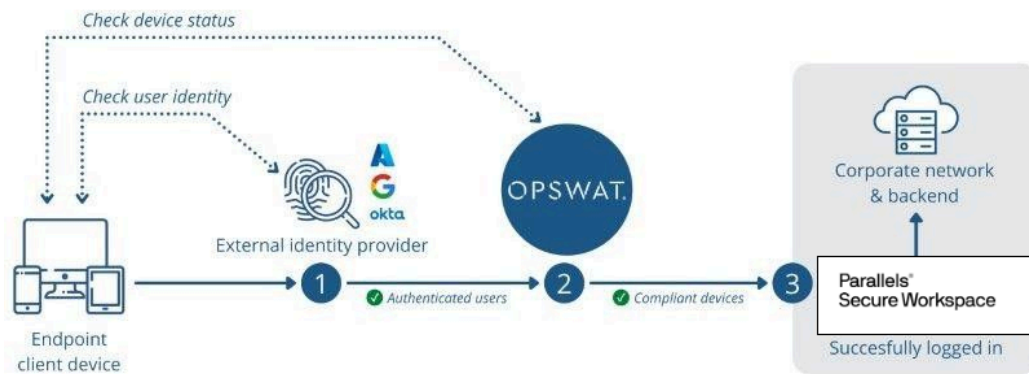 Check device status
Check user identity
okta
External identity provider
OPSWAT.
Corporate network
& backend
1
Authenticated users
2
Compliant devices
3
Parallels®
Secure Workspace
Succesfully logged in
Endpoint
client device